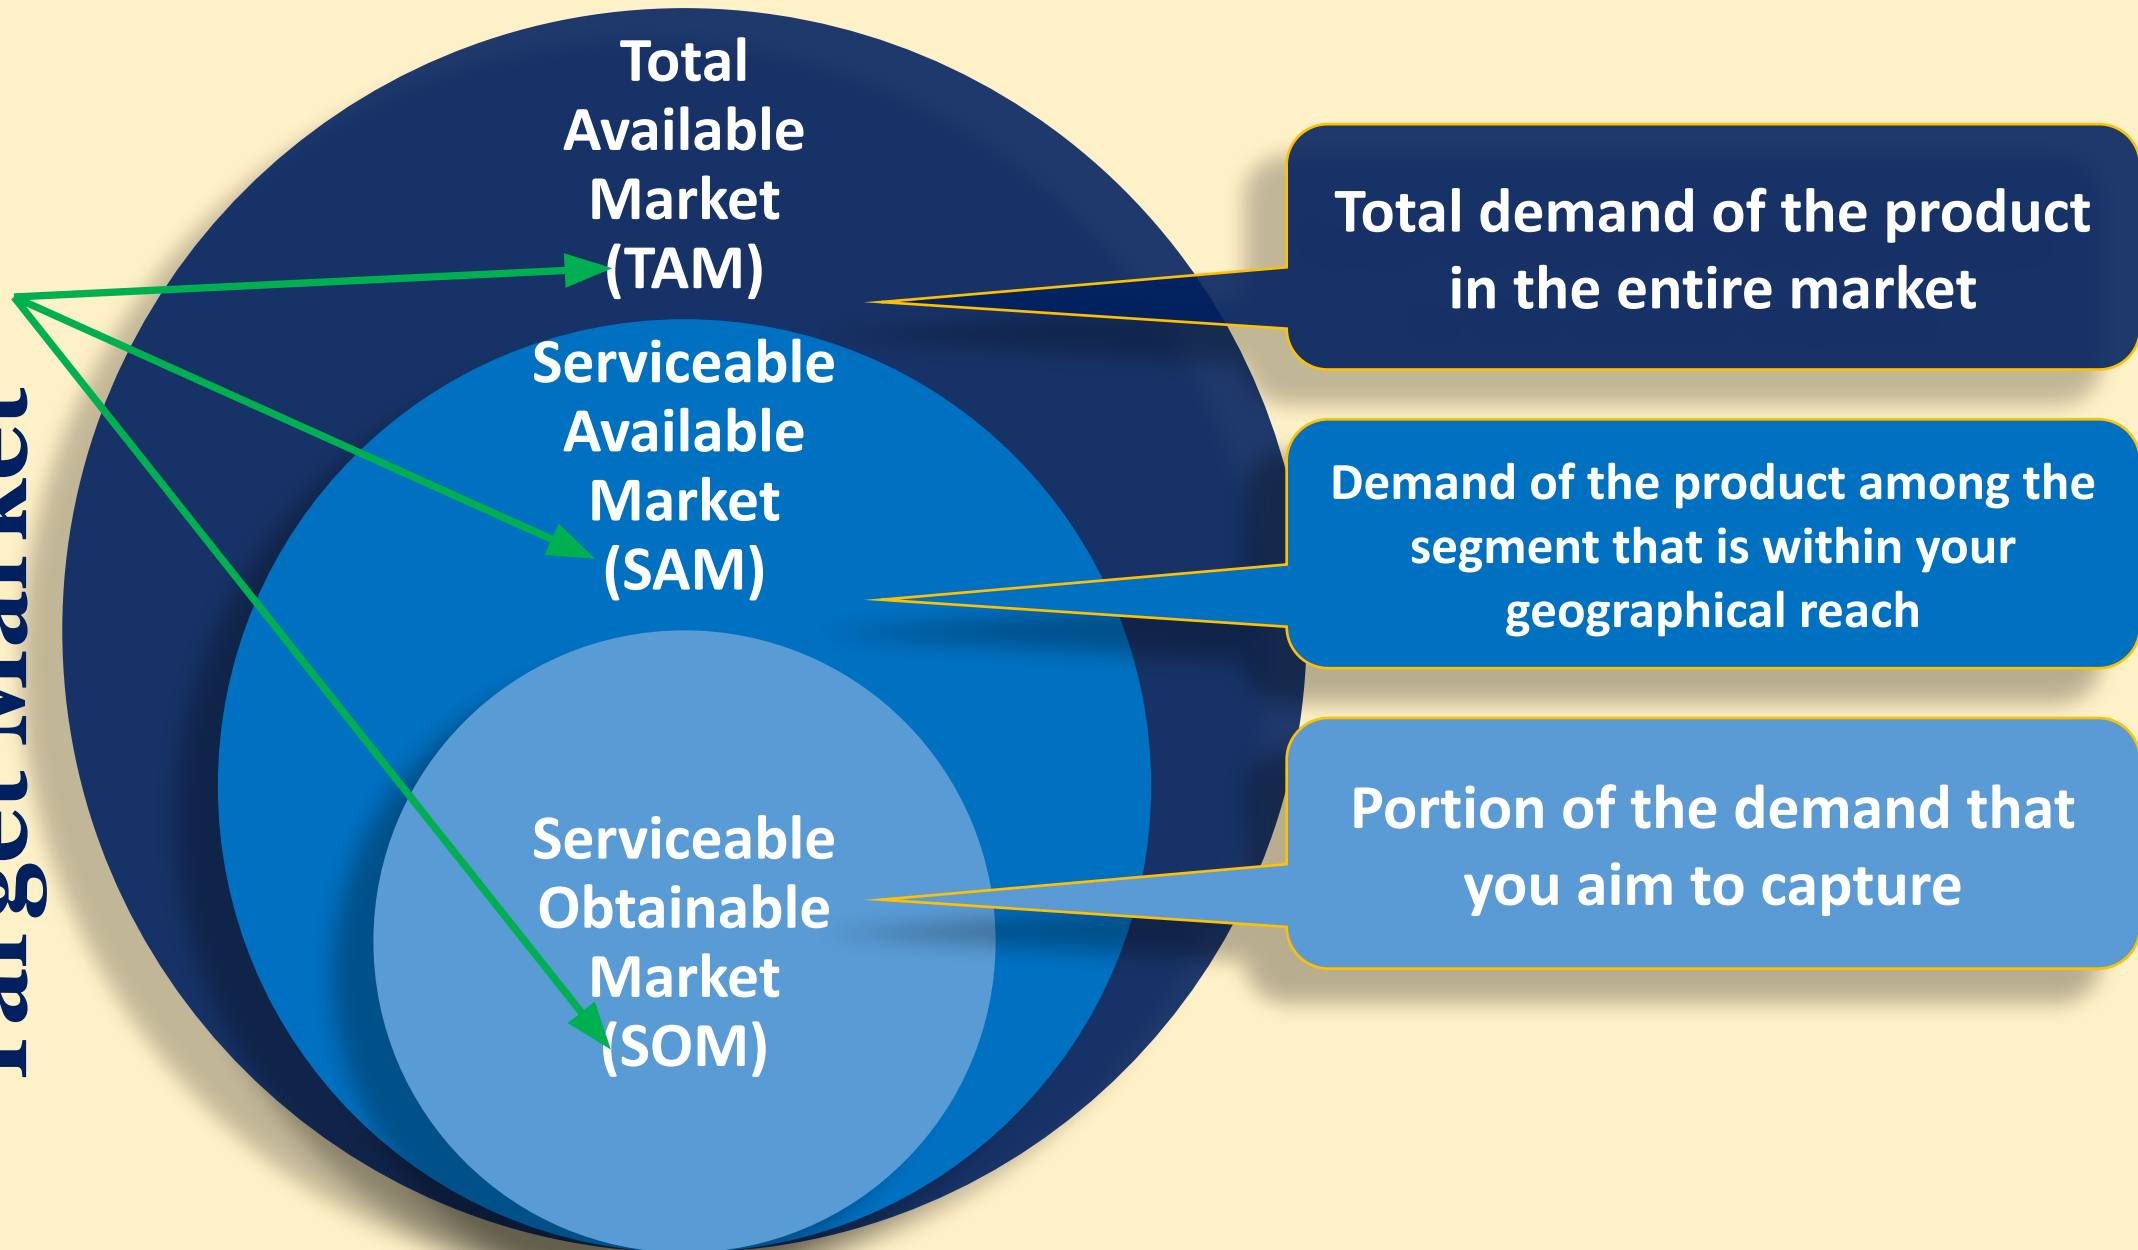 Target Market
Total
Available
Market
(TAM)
Serviceable
Available
Market
(SAM)
Serviceable
Obtainable
Market
(SOM)
Total demand of the product
in the entire market
Demand of the product among the
segment that is within your
geographical reach
Portion of the demand that
you aim to capture